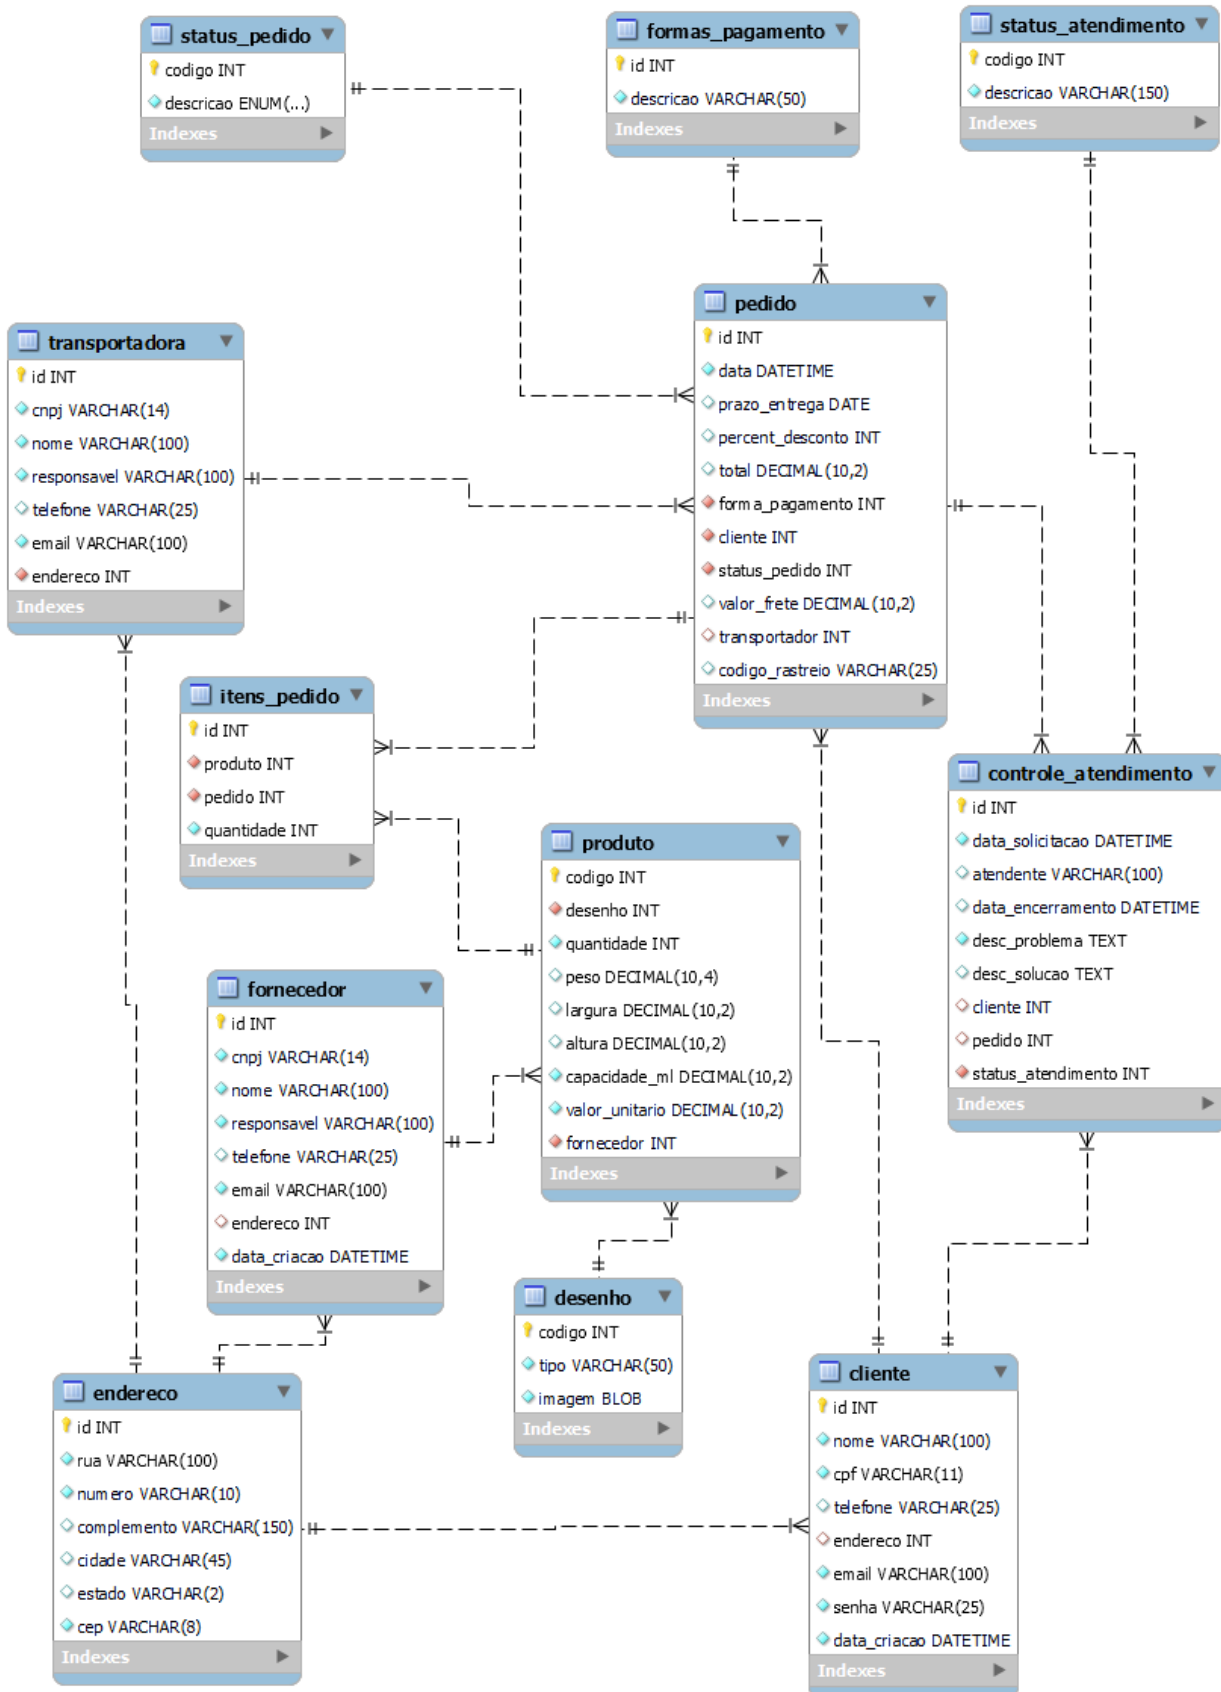 status_pedido
codigo INT
descricao ENUM(...)
Indexes
formas_pagamento
id INT
descricao VARCHAR(50)
Indexes
status_atendimento
codigo INT
descricao VARCHAR(150)
Indexes
transportadora
id INT
cnpj VARCHAR(14)
nome VARCHAR(100)
responsavel VARCHAR(100)
telefone VARCHAR(25)
email VARCHAR(100)
endereco INT
Indexes
pedido
id INT
data DATETIME
prazo_entrega DATE
percent_desconto INT
total DECIMAL(10,2)
forma_pagamento INT
cliente INT
status_pedido INT
valor_frete DECIMAL(10,2)
transportador INT
codigo_rastreio VARCHAR(25)
Indexes
itens_pedido
id INT
produto INT
pedido INT
quantidade INT
Indexes
controle_atendimento
id INT
data_solicitacao DATETIME
atendente VARCHAR(100)
data_encerramento DATETIME
desc_problema TEXT
desc_solucao TEXT
cliente INT
pedido INT
status_atendimento INT
Indexes
produto
codigo INT
desenho INT
quantidade INT
peso DECIMAL(10,4)
largura DECIMAL(10,2)
altura DECIMAL(10,2)
capacidade_ml DECIMAL(10,2)
valor_unitario DECIMAL(10,2)
fornecedor INT
Indexes
fornecedor
id INT
cnpj VARCHAR(14)
nome VARCHAR(100)
responsavel VARCHAR(100)
telefone VARCHAR(25)
email VARCHAR(100)
endereco INT
data_criacao DATETIME
Indexes
desenho
codigo INT
tipo VARCHAR(50)
imagem BLOB
Indexes
endereco
id INT
rua VARCHAR(100)
numero VARCHAR(10)
complemento VARCHAR(150)
cidade VARCHAR(45)
estado VARCHAR(2)
cep VARCHAR(8)
Indexes
cliente
id INT
nome VARCHAR(100)
cpf VARCHAR(11)
telefone VARCHAR(25)
endereco INT
email VARCHAR(100)
senha VARCHAR(25)
data_criacao DATETIME
Indexes